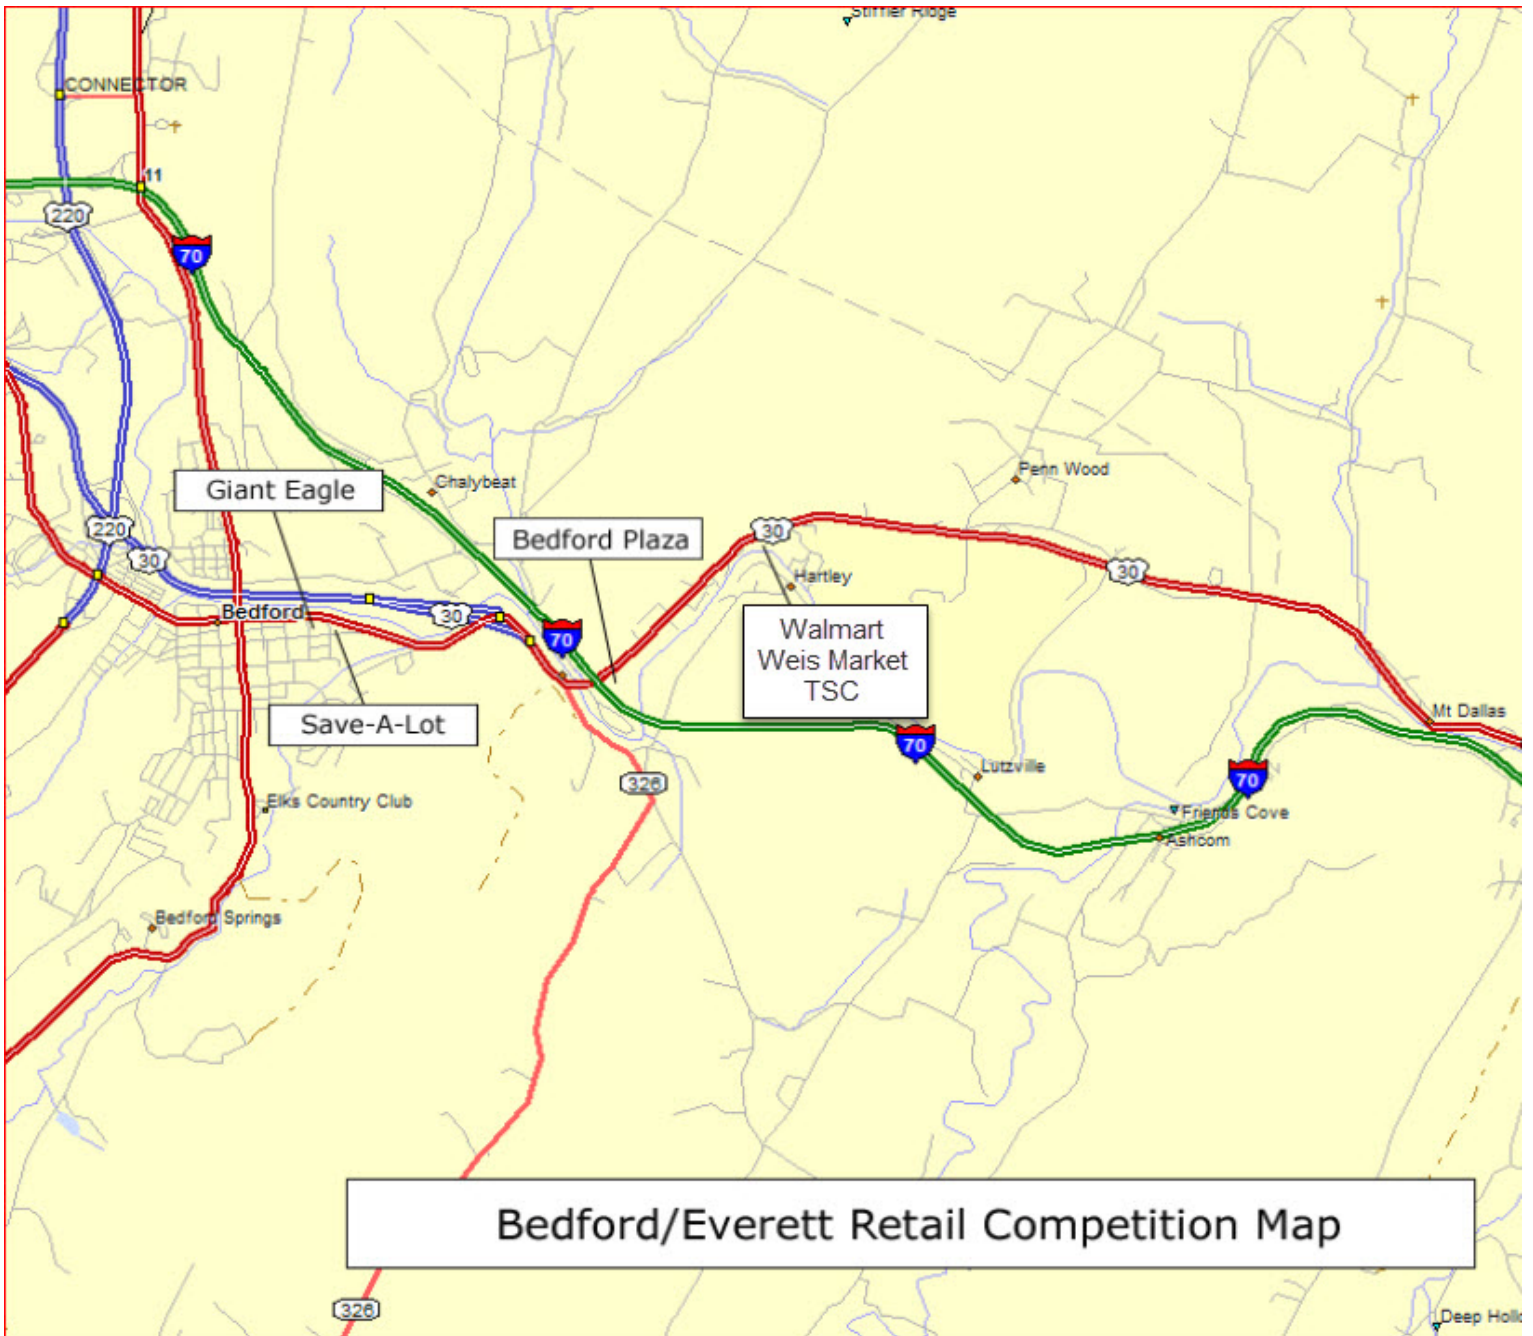 Stiffler Ridge
CONNECTOR
11
220
70
Giant Eagle
Chalybeat
Penn Wood
220
30
Bedford Plaza
30
Hartley
30
Bedford
30
70
Walmart
Weis Market
TSC
Save-A-Lot
Mt Dallas
70
Lutzville
326
70
Elks Country Club
Friends Cove
Ashcom
Bedford Springs
Bedford/Everett Retail Competition Map
326
Deep Hollo